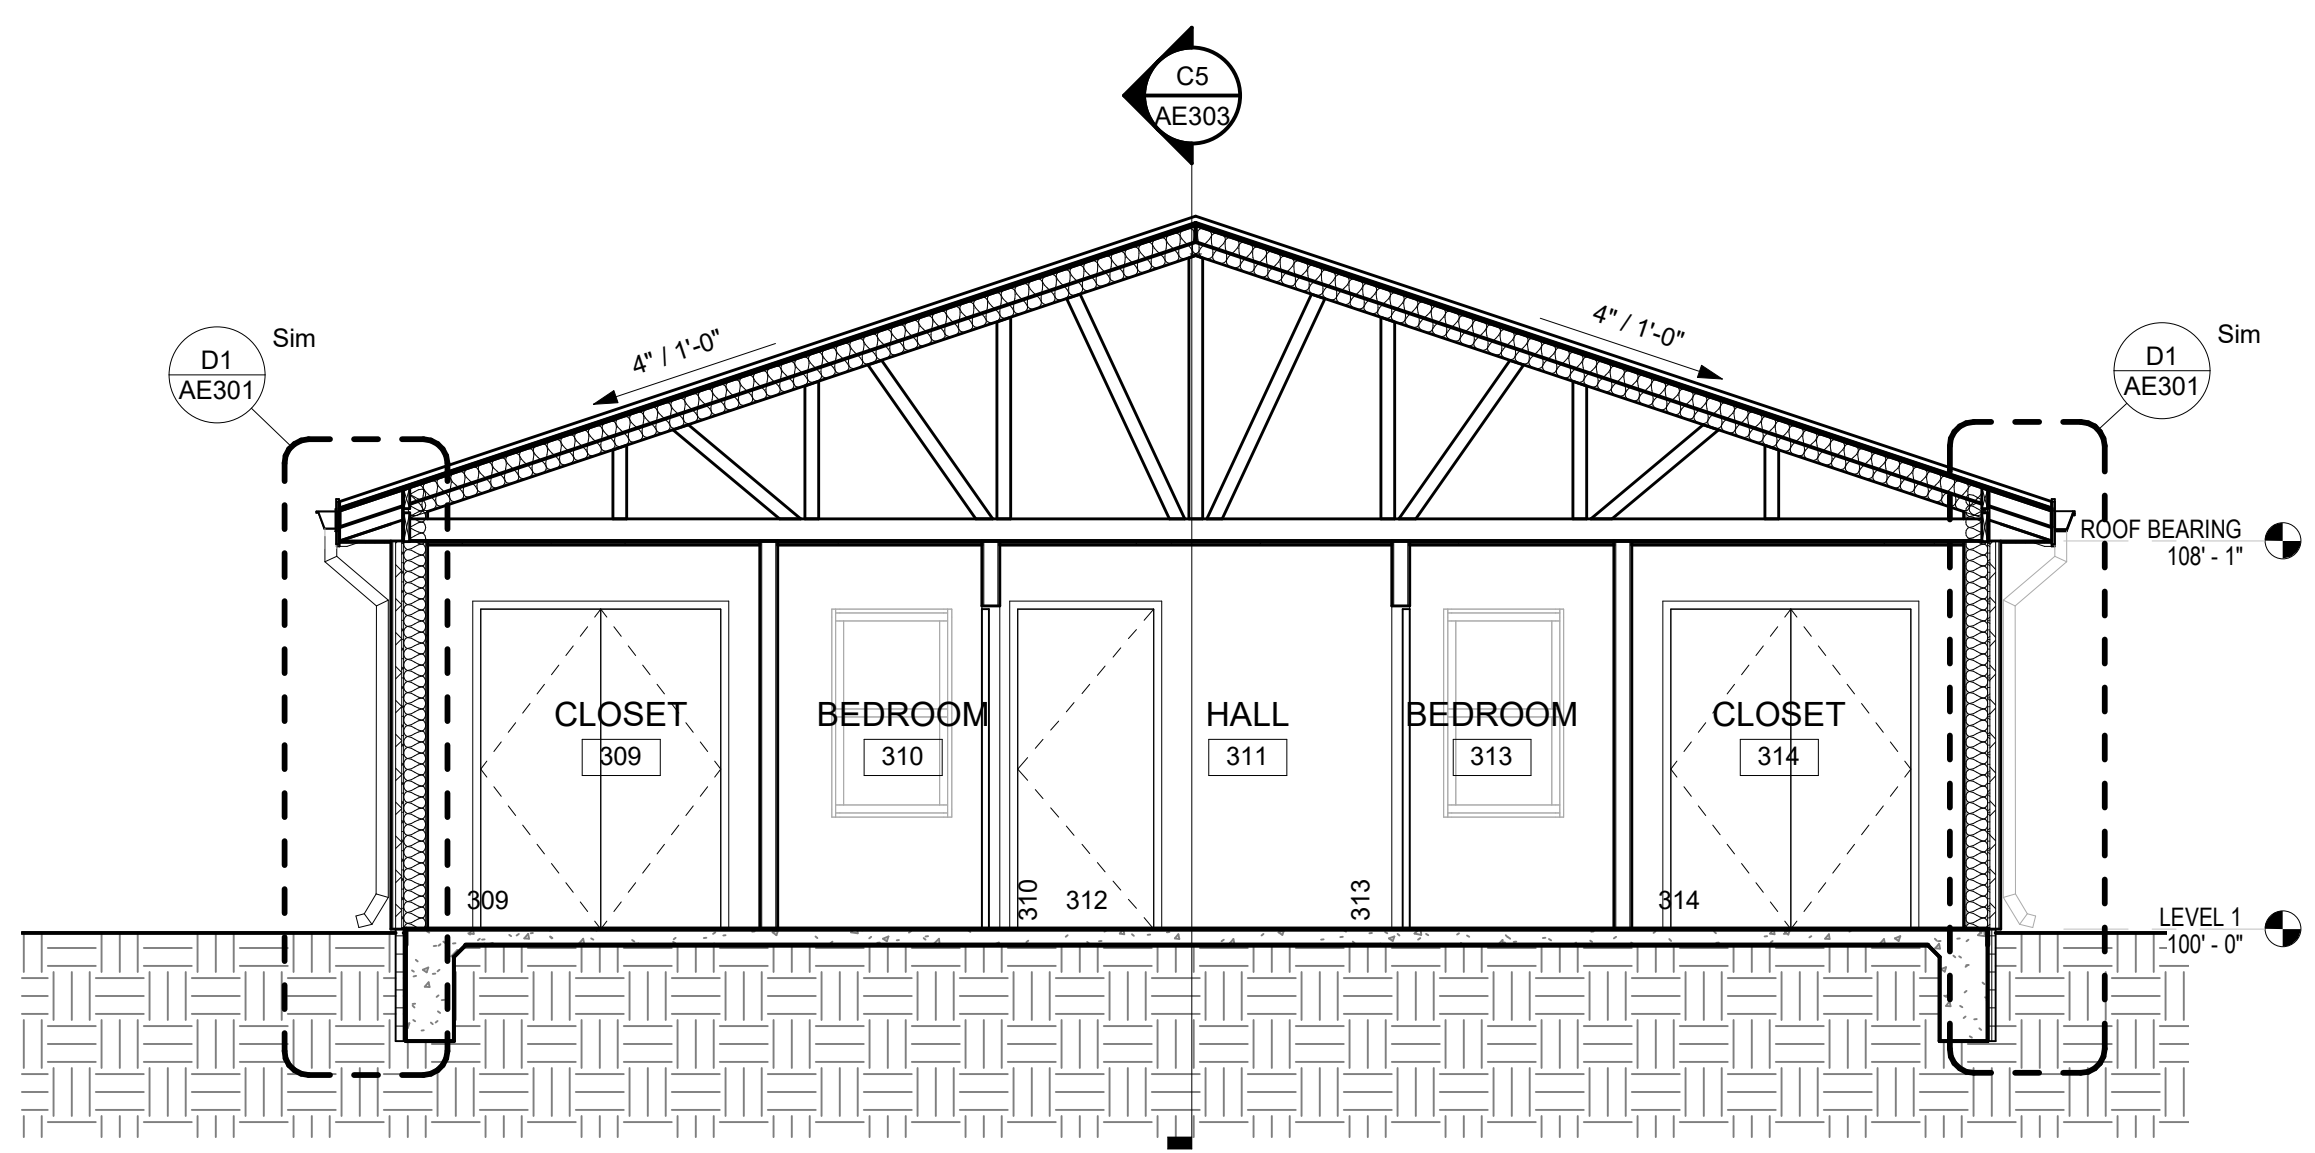 C5
AE303
Sim
D1
AE301
4" / 1'-0"
4" / 1'-0"
Sim
D1
AE301
ROOF BEARING
108' - 1"
CLOSET
309
BEDROOM
310
HALL
311
BEDROOM
313
CLOSET
314
309
310
312
313
314
LEVEL 1
100' - 0"